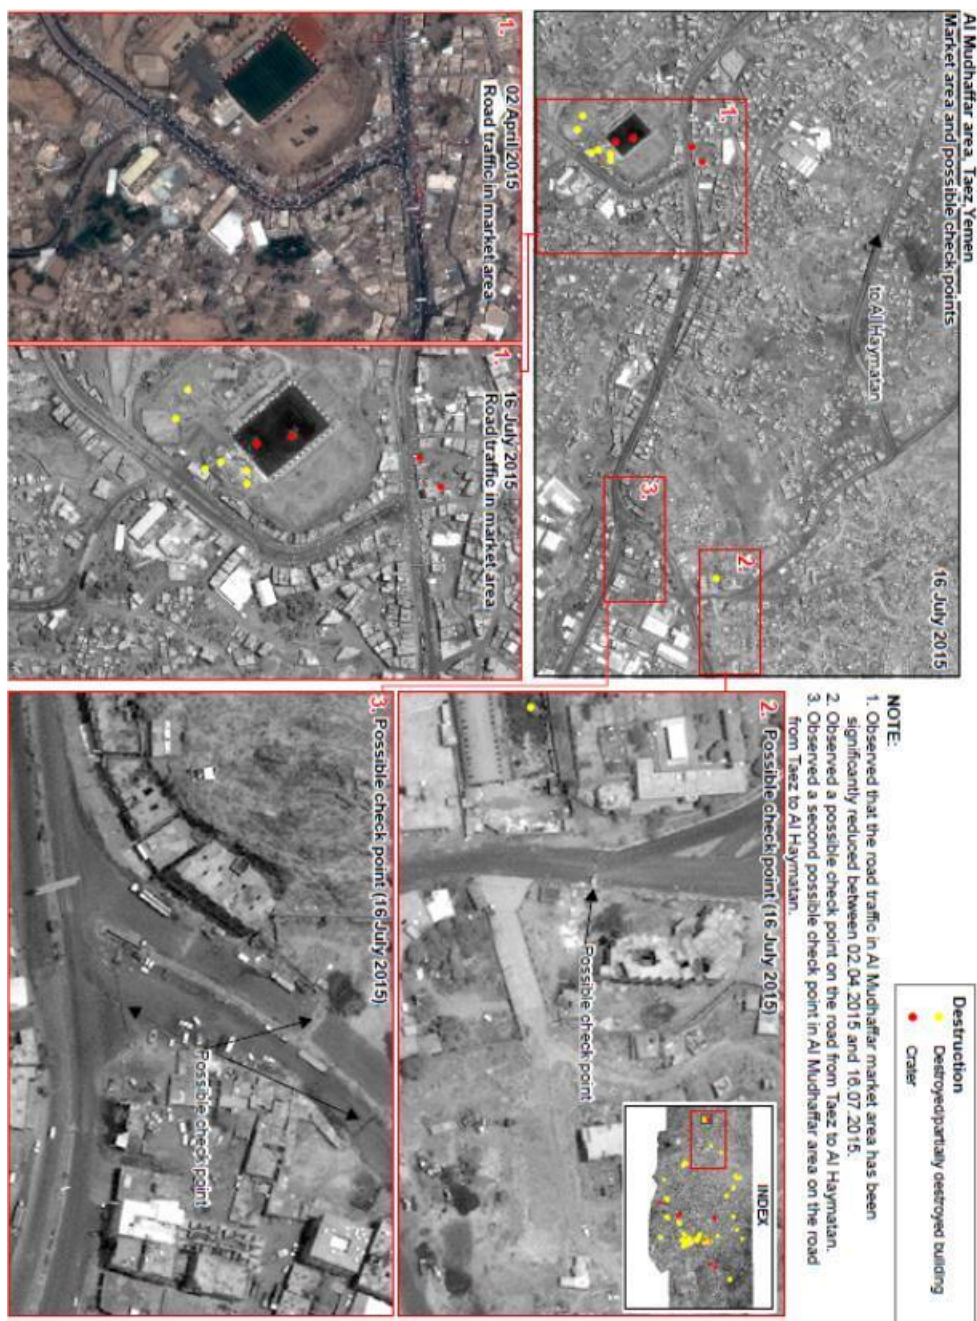 Al Mudhaffar area, Taez, Yemen
Market area and possible check points
16 July 2015
to Al Haymatan
1.
2.
3.
NOTE:
1. Observed that the road traffic in Al Mudhaffar market area has been
significantly reduced between 02.04.2015 and 16.07.2015.
2. Observed a possible check point on the road from Taez to Al Haymatan.
3. Observed a second possible check point in Al Mudhaffar area on the road
from Taez to Al Haymatan.
Destruction
Destroyed/partially destroyed building
Crater
1.
02 April 2015
Road traffic in market area
1.
16 July 2015
Road traffic in market area
2. Possible check point (16 July 2015)
Possible check point
INDEX
3. Possible check point (16 July 2015)
Possible check point